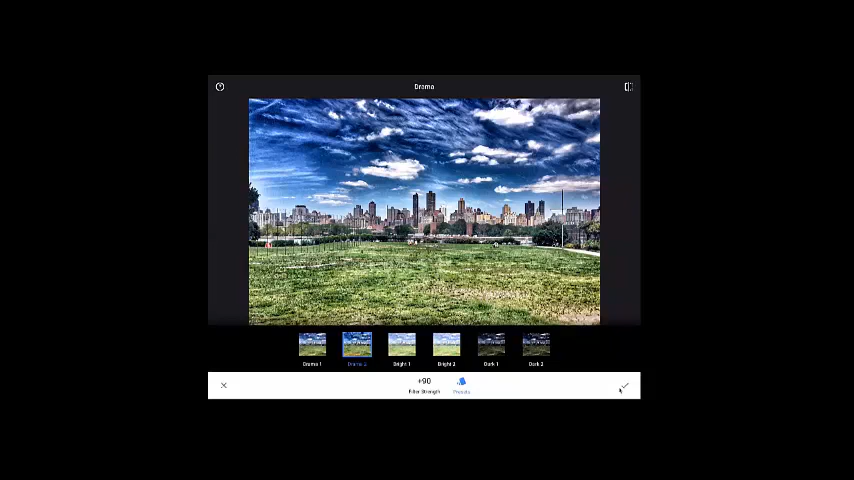 Drama
Drama 1
Drama 2
Bright 1
Bright 2
Dark 1
Dark 2
+90
Filter Strength
Presets